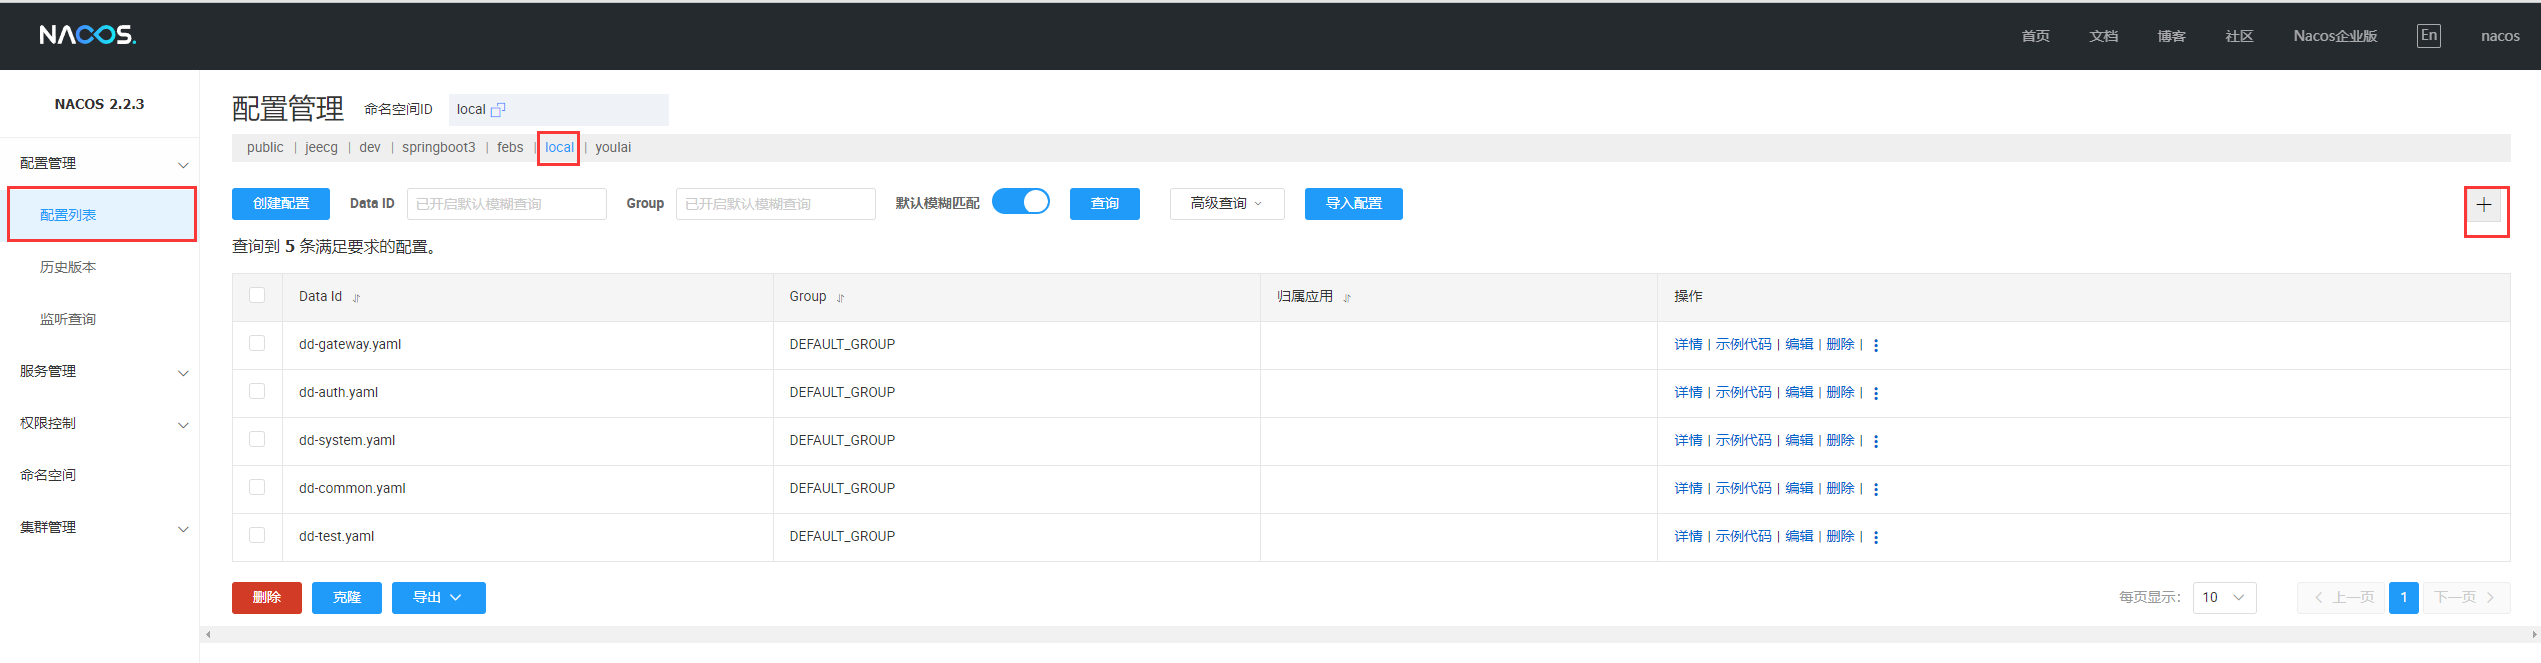 NACOS.
首页 文档 博客 社区 Nacos企业版 En nacos
NACOS 2.2.3
配置管理
配置列表
历史版本
监听查询
服务管理
权限控制
命名空间
集群管理
配置管理 命名空间ID local
public | jeecg | dev | springboot3 | febs | local | youlai
创建配置 Data ID 已开启默认模糊查询 Group 已开启默认模糊查询 默认模糊匹配 查询 高级查询 导入配置
查询到 5 条满足要求的配置。
Data Id Group 归属应用 操作
dd-gateway.yaml DEFAULT_GROUP 详情 | 示例代码 | 编辑 | 删除 |
dd-auth.yaml DEFAULT_GROUP 详情 | 示例代码 | 编辑 | 删除 |
dd-system.yaml DEFAULT_GROUP 详情 | 示例代码 | 编辑 | 删除 |
dd-common.yaml DEFAULT_GROUP 详情 | 示例代码 | 编辑 | 删除 |
dd-test.yaml DEFAULT_GROUP 详情 | 示例代码 | 编辑 | 删除 |
删除 克隆 导出 每页显示: 10 上一页 1 下一页